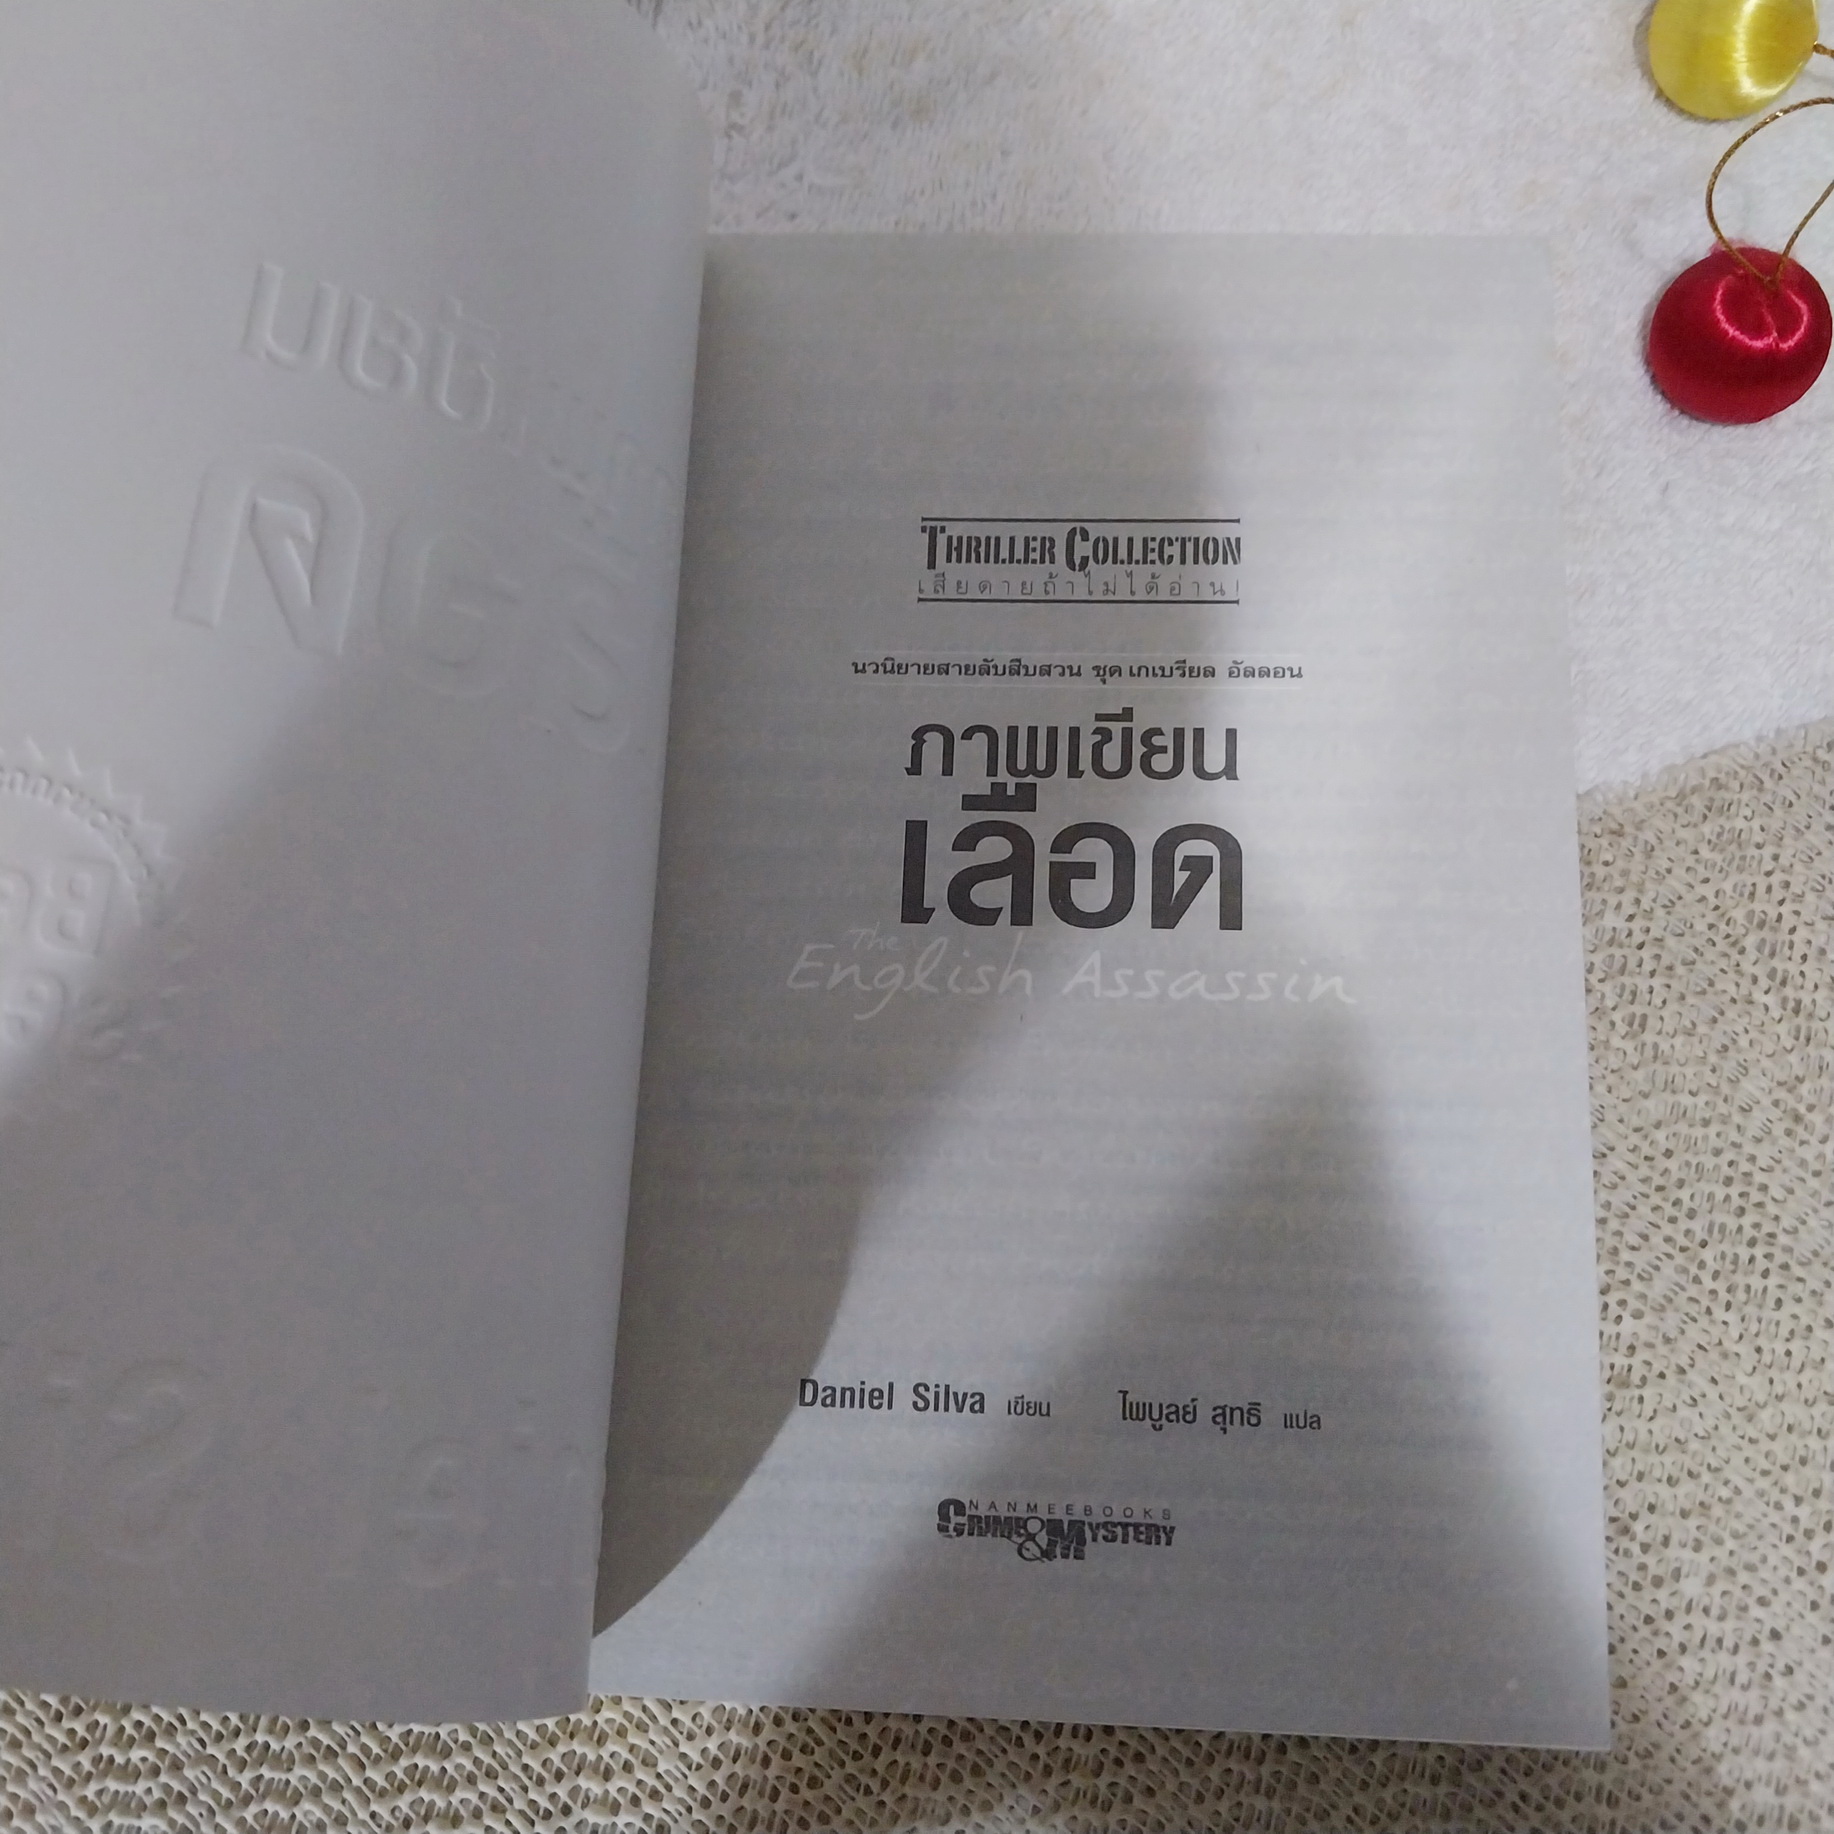 THRILLER COLLECTION
เสียดายถ้าไม่ได้อ่าน!
นวนิยายสายลับสืบสวน ชุด เกเบรียล อัลลอน
ภาพเขียน
เลือด
The
English Assassin
Daniel Silva เขียน ไพบูลย์ สุทธิ แปล
NANMEEBOOKS
CRIME & MYSTERY